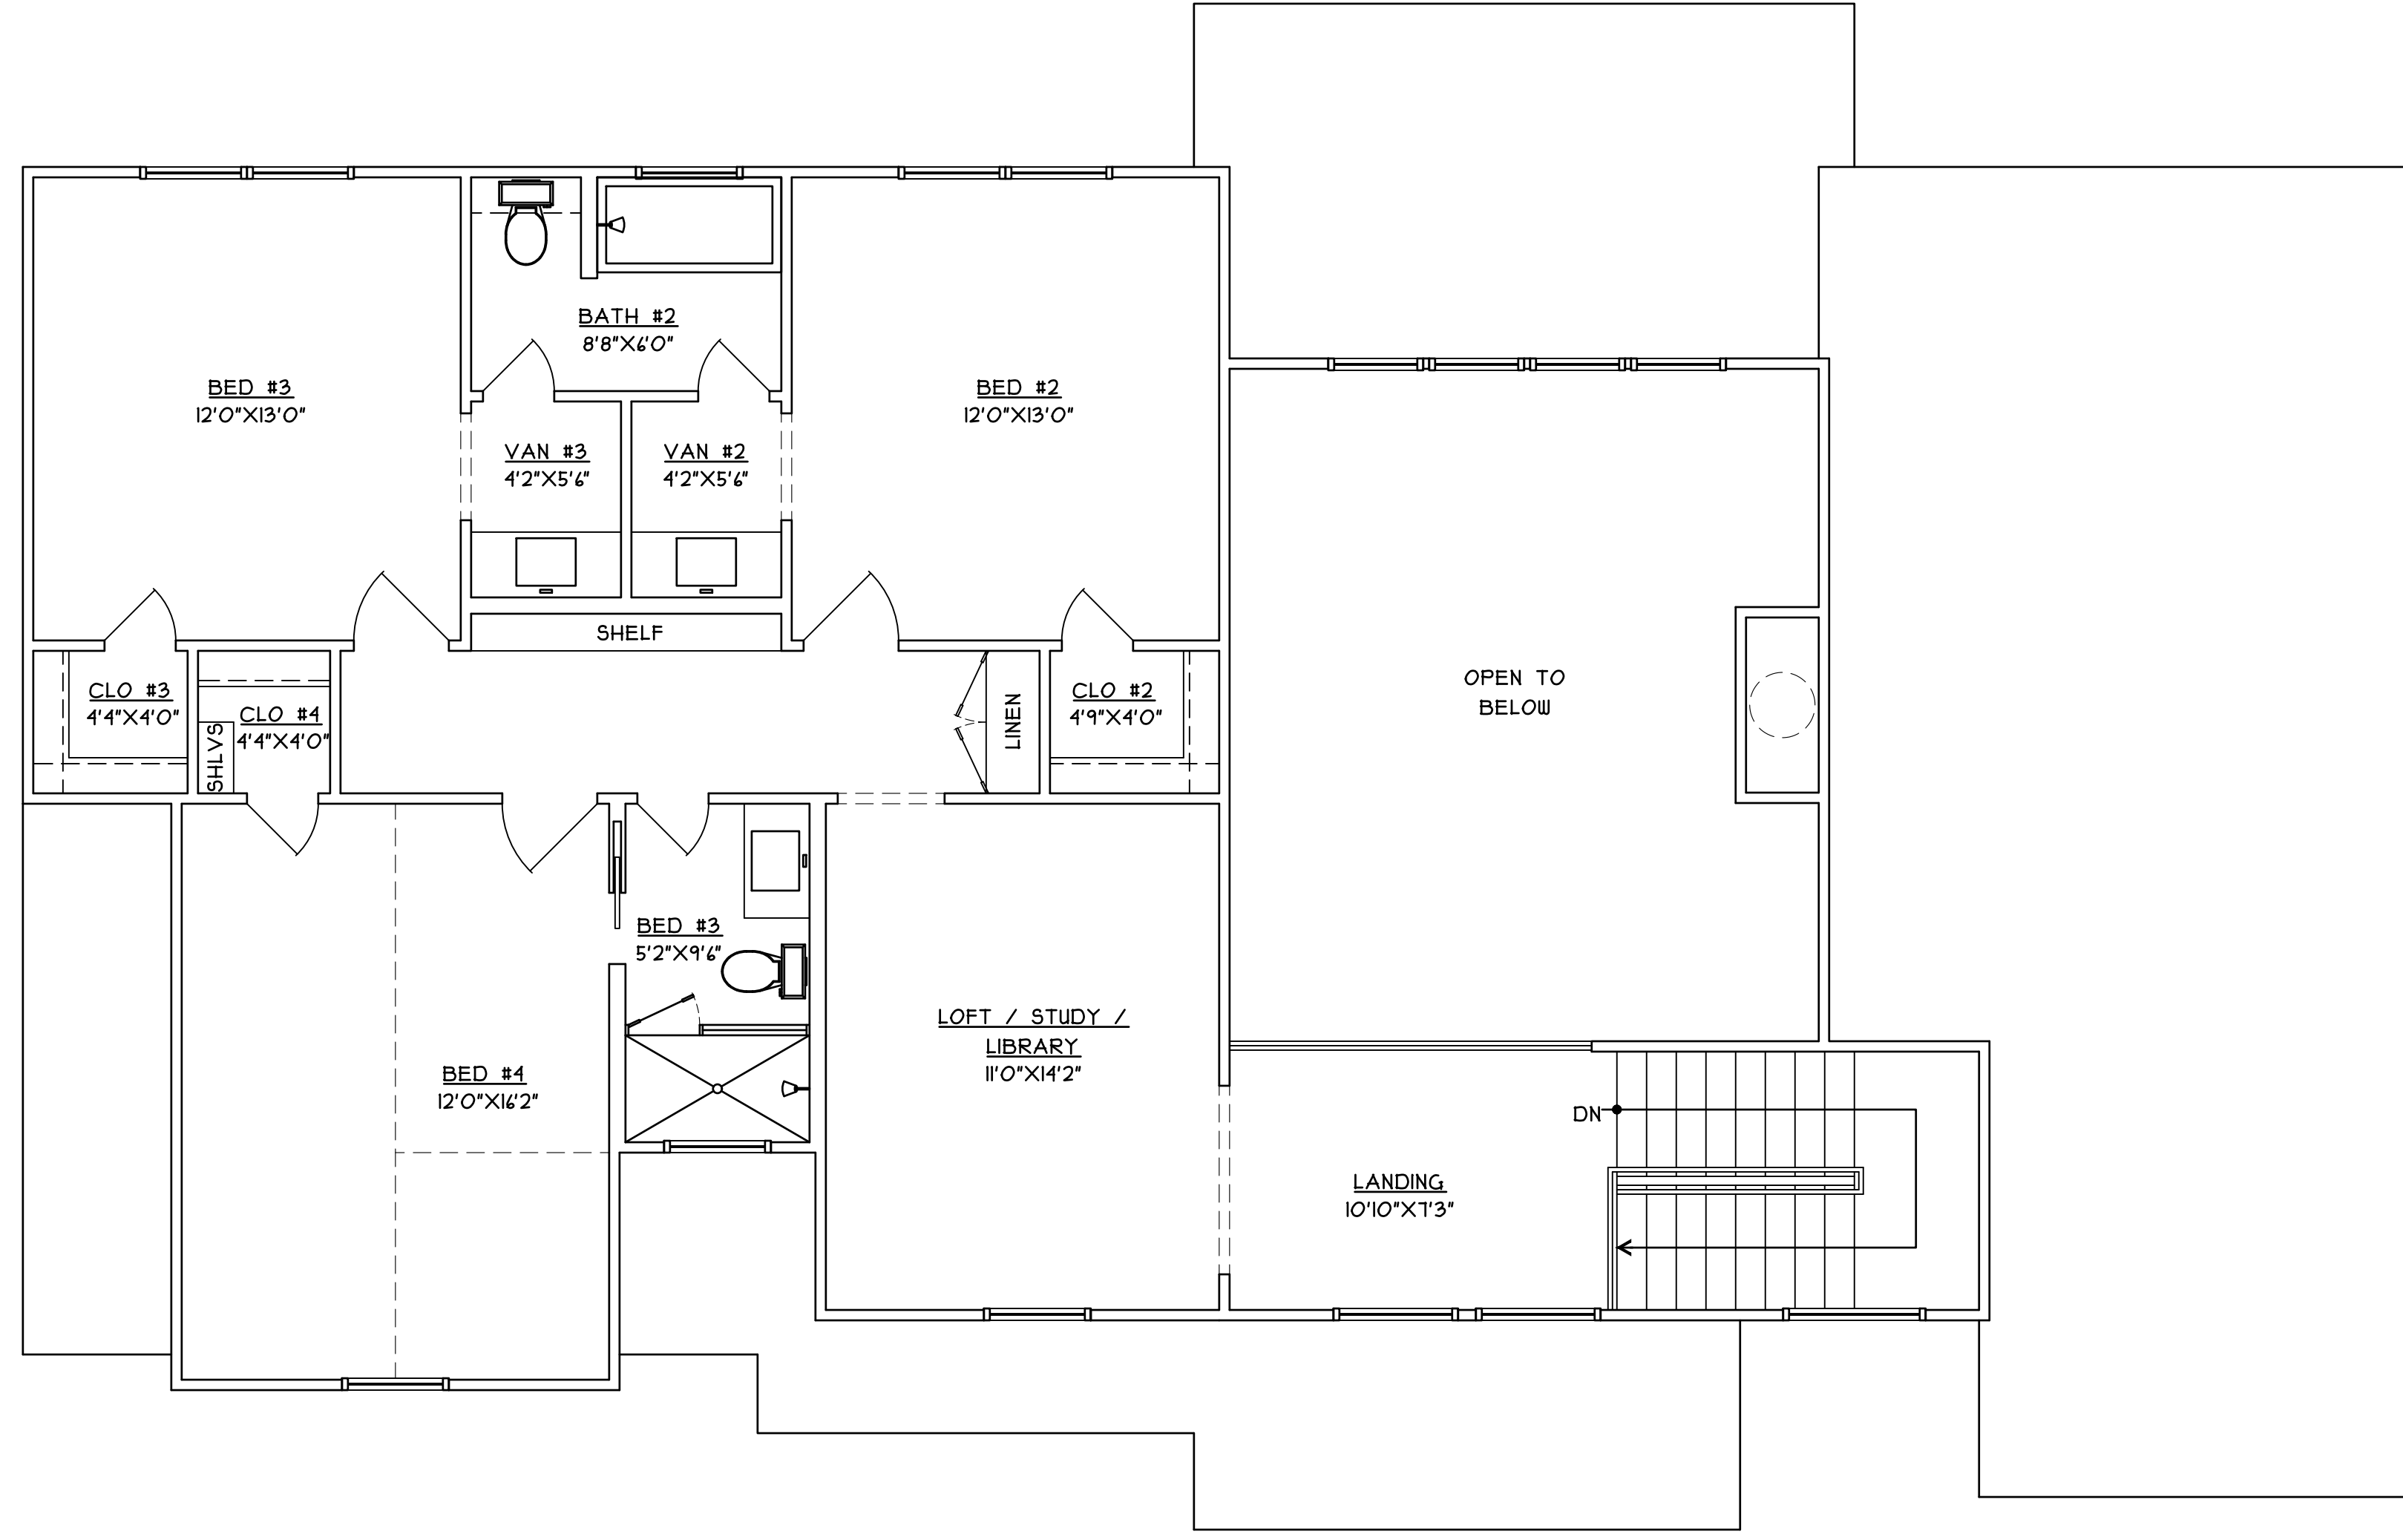 BATH #2
8'8"X6'0"
BED #3
12'0"X13'0"
BED #2
12'0"X13'0"
VAN #3
4'2"X5'6"
VAN #2
4'2"X5'6"
SHELF
CLO #3
4'4"X4'0"
CLO #4
4'4"X4'0"
SHLVS
LINEN
CLO #2
4'9"X4'0"
OPEN TO
BELOW
BED #3
5'2"X9'6"
LOFT / STUDY /
LIBRARY
11'0"X14'2"
BED #4
12'0"X16'2"
DN
LANDING
10'10"X7'3"